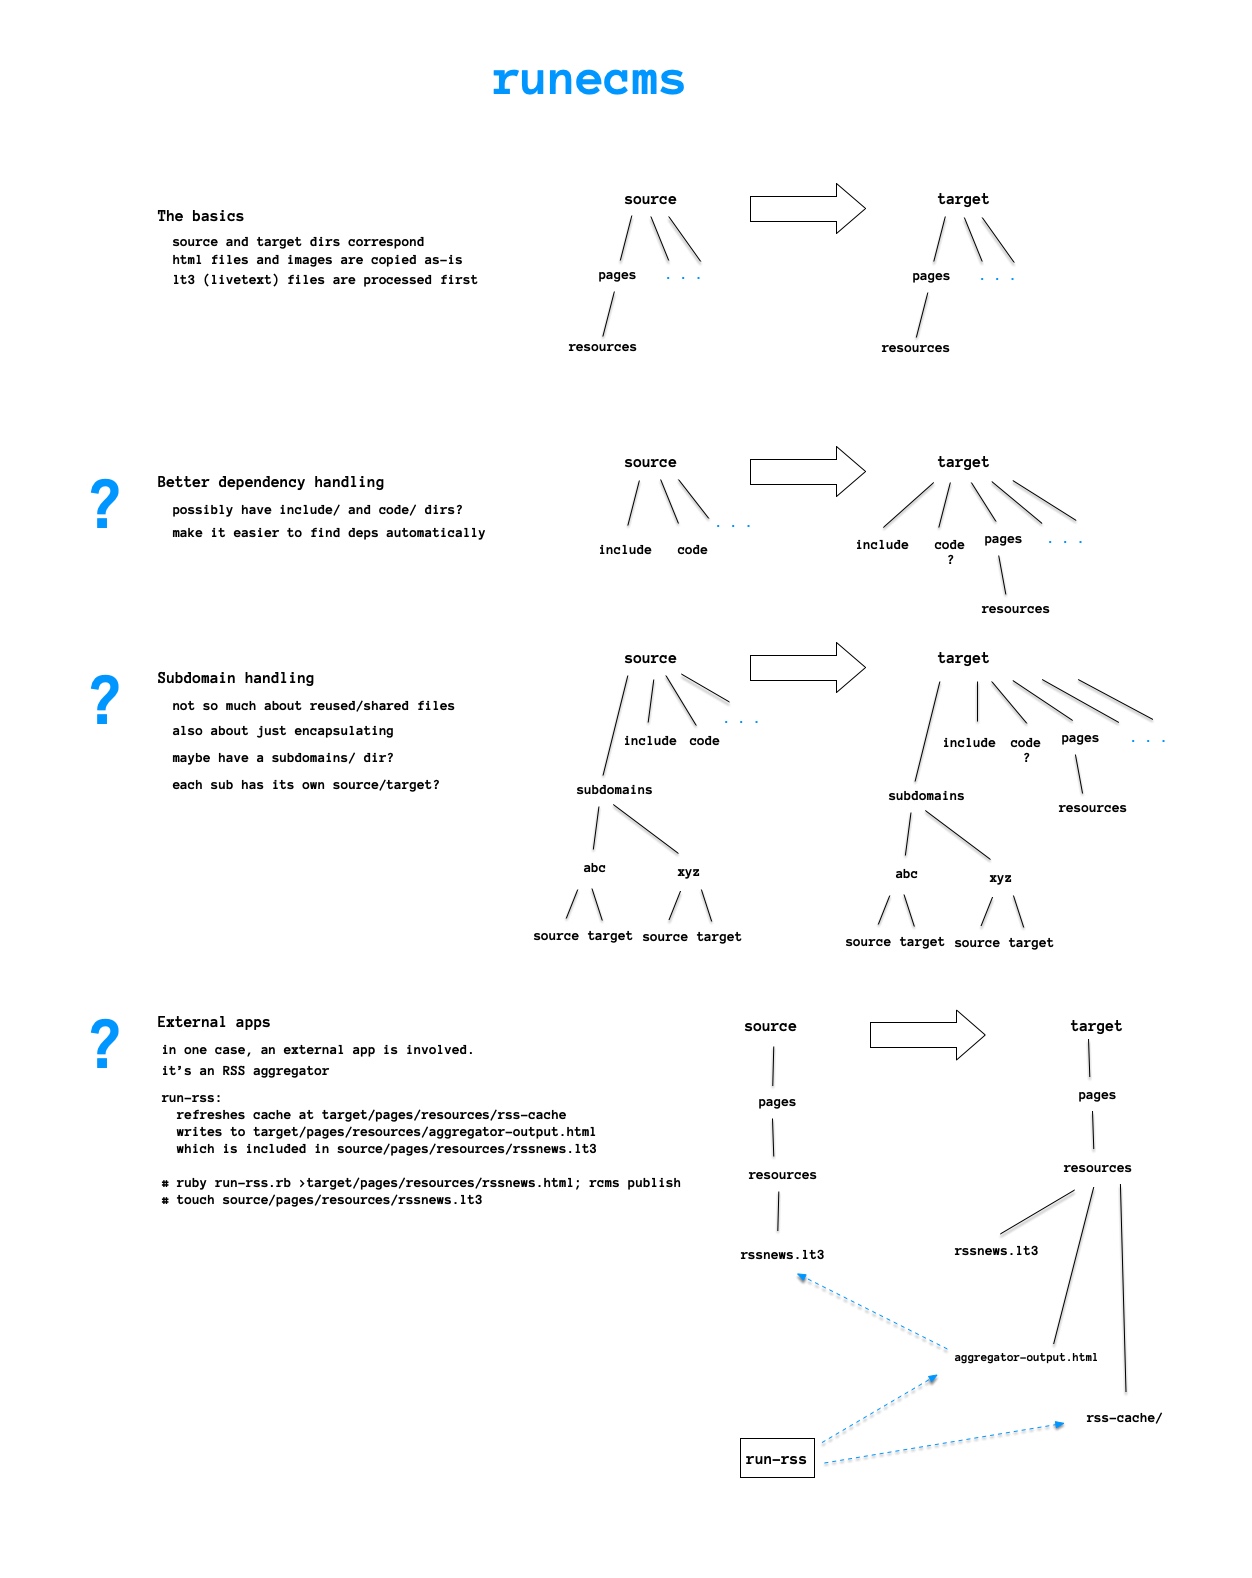 runecms
The basics
source and target dirs correspond
html files and images are copied as-is
lt3 (livetext) files are processed first
source
target
pages . . .
pages . . .
resources
resources
?
Better dependency handling
possibly have include/ and code/ dirs?
make it easier to find deps automatically
source
target
. . .
include code
include code pages . . .
?
resources
?
Subdomain handling
not so much about reused/shared files
also about just encapsulating
maybe have a subdomains/ dir?
each sub has its own source/target?
source
target
. . .
include code
include code pages . . .
?
subdomains
subdomains
resources
abc xyz
abc xyz
source target source target
source target source target
?
External apps
in one case, an external app is involved.
it’s an RSS aggregator
run-rss:
refreshes cache at target/pages/resources/rss-cache
writes to target/pages/resources/aggregator-output.html
which is included in source/pages/resources/rssnews.lt3
# ruby run-rss.rb >target/pages/resources/rssnews.html; rcms publish
# touch source/pages/resources/rssnews.lt3
source
target
pages
pages
resources
resources
rssnews.lt3
rssnews.lt3
aggregator-output.html
rss-cache/
run-rss